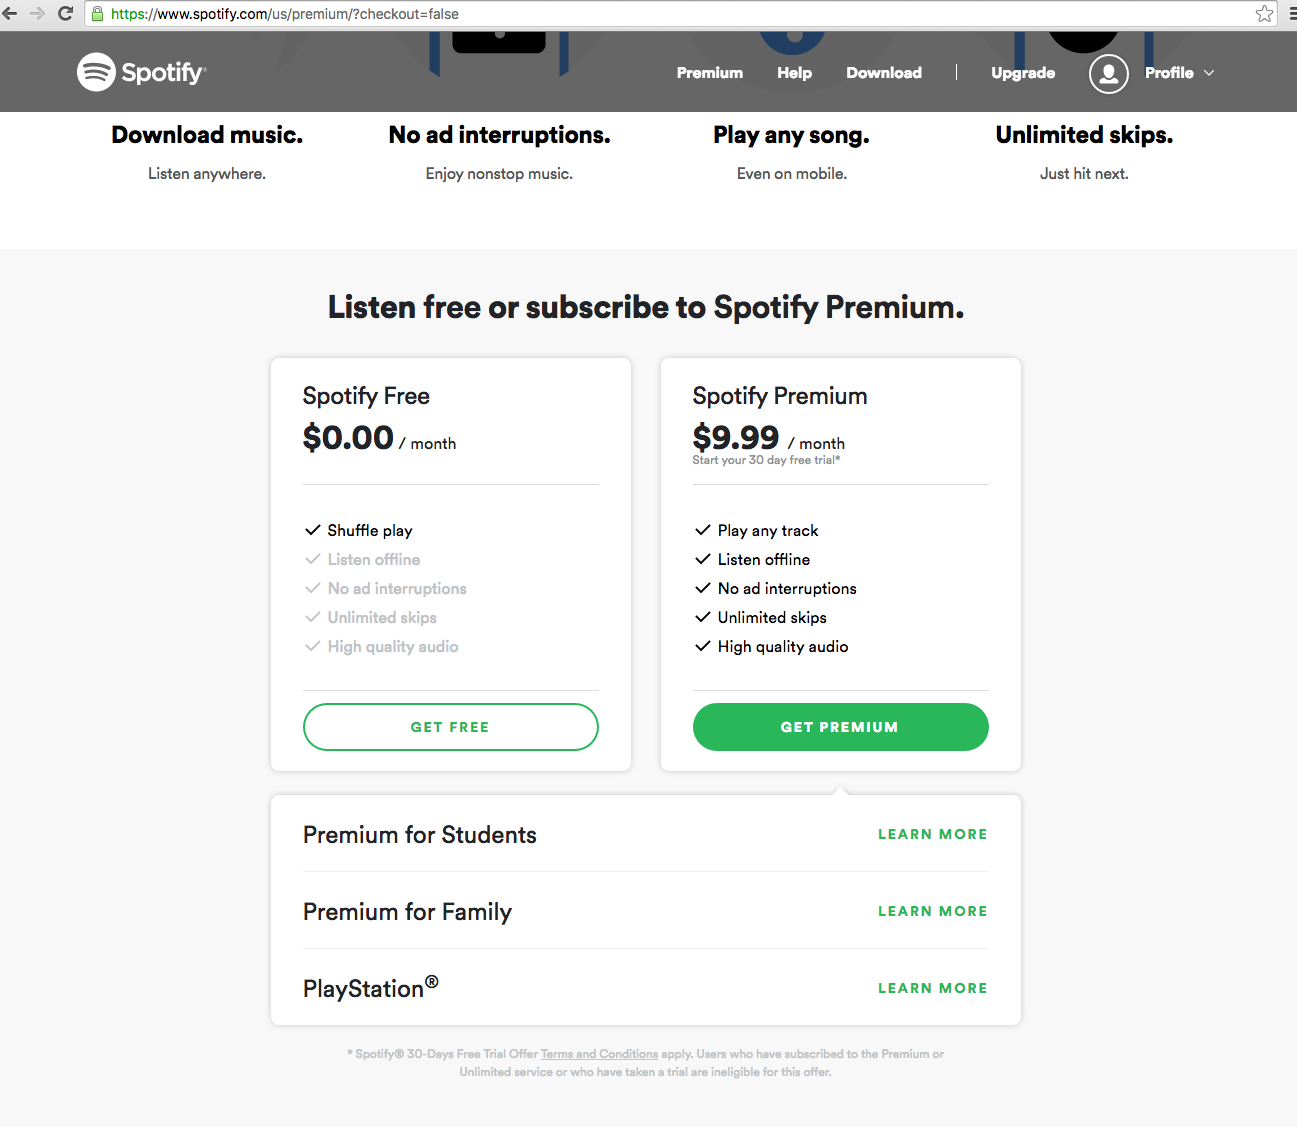 https://www.spotify.com/us/premium/?checkout=false
Spotify®
Premium Help Download | Upgrade Profile
Download music. No ad interruptions. Play any song. Unlimited skips.
Listen anywhere. Enjoy nonstop music. Even on mobile. Just hit next.
Listen free or subscribe to Spotify Premium.
Spotify Free
$0.00 / month
Shuffle play
Listen offline
No ad interruptions
Unlimited skips
High quality audio
GET FREE
Spotify Premium
$9.99 / month
Start your 30 day free trial*
Play any track
Listen offline
No ad interruptions
Unlimited skips
High quality audio
GET PREMIUM
Premium for Students LEARN MORE
Premium for Family LEARN MORE
PlayStation® LEARN MORE
* Spotify® 30-Days Free Trial Offer Terms and Conditions apply. Users who have subscribed to the Premium or
Unlimited service or who have taken a trial are ineligible for this offer.